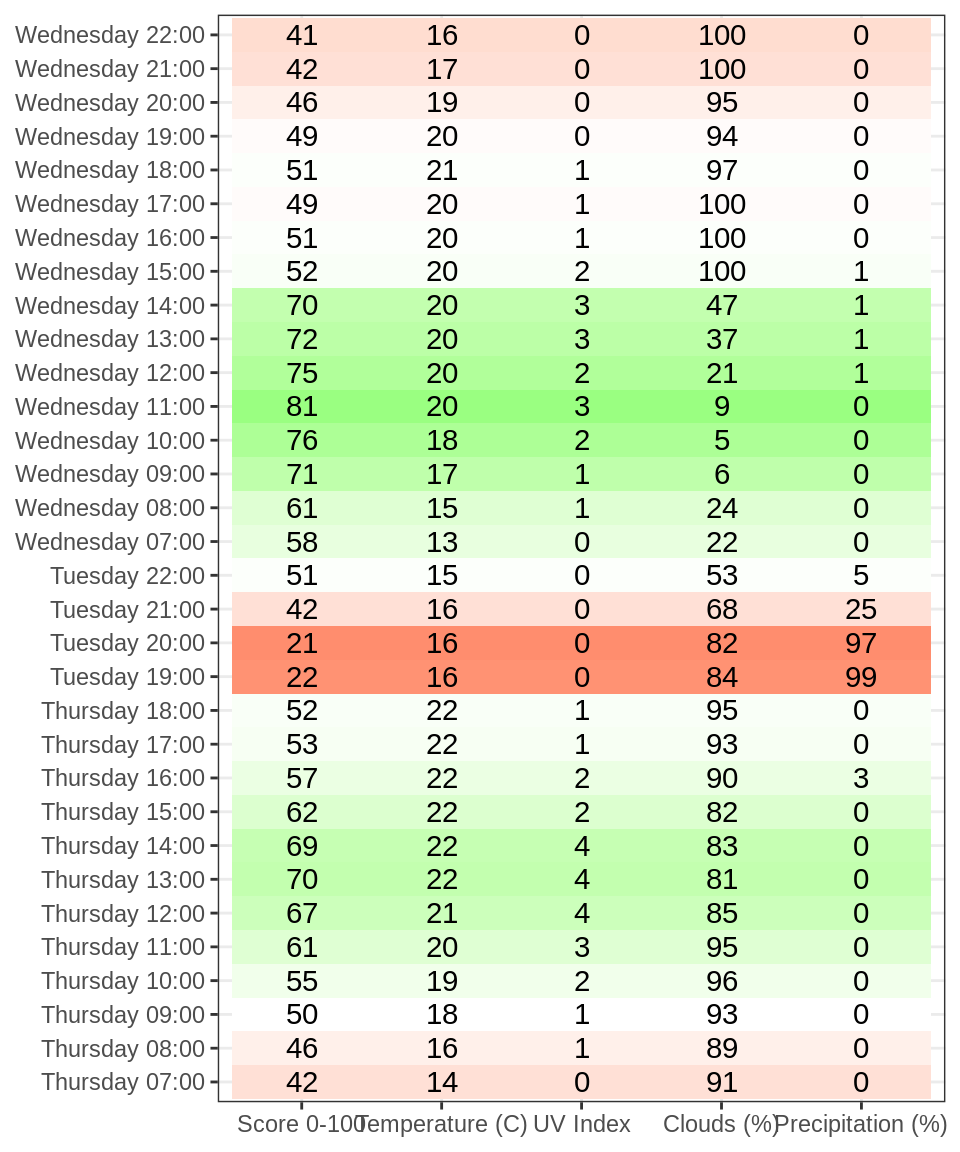 Wednesday 22:00 41 16 0 100 0
Wednesday 21:00 42 17 0 100 0
Wednesday 20:00 46 19 0 95 0
Wednesday 19:00 49 20 0 94 0
Wednesday 18:00 51 21 1 97 0
Wednesday 17:00 49 20 1 100 0
Wednesday 16:00 51 20 1 100 0
Wednesday 15:00 52 20 2 100 1
Wednesday 14:00 70 20 3 47 1
Wednesday 13:00 72 20 3 37 1
Wednesday 12:00 75 20 2 21 1
Wednesday 11:00 81 20 3 9 0
Wednesday 10:00 76 18 2 5 0
Wednesday 09:00 71 17 1 6 0
Wednesday 08:00 61 15 1 24 0
Wednesday 07:00 58 13 0 22 0
Tuesday 22:00 51 15 0 53 5
Tuesday 21:00 42 16 0 68 25
Tuesday 20:00 21 16 0 82 97
Tuesday 19:00 22 16 0 84 99
Thursday 18:00 52 22 1 95 0
Thursday 17:00 53 22 1 93 0
Thursday 16:00 57 22 2 90 3
Thursday 15:00 62 22 2 82 0
Thursday 14:00 69 22 4 83 0
Thursday 13:00 70 22 4 81 0
Thursday 12:00 67 21 4 85 0
Thursday 11:00 61 20 3 95 0
Thursday 10:00 55 19 2 96 0
Thursday 09:00 50 18 1 93 0
Thursday 08:00 46 16 1 89 0
Thursday 07:00 42 14 0 91 0
Score 0-100 Temperature (C) UV Index Clouds (%) Precipitation (%)